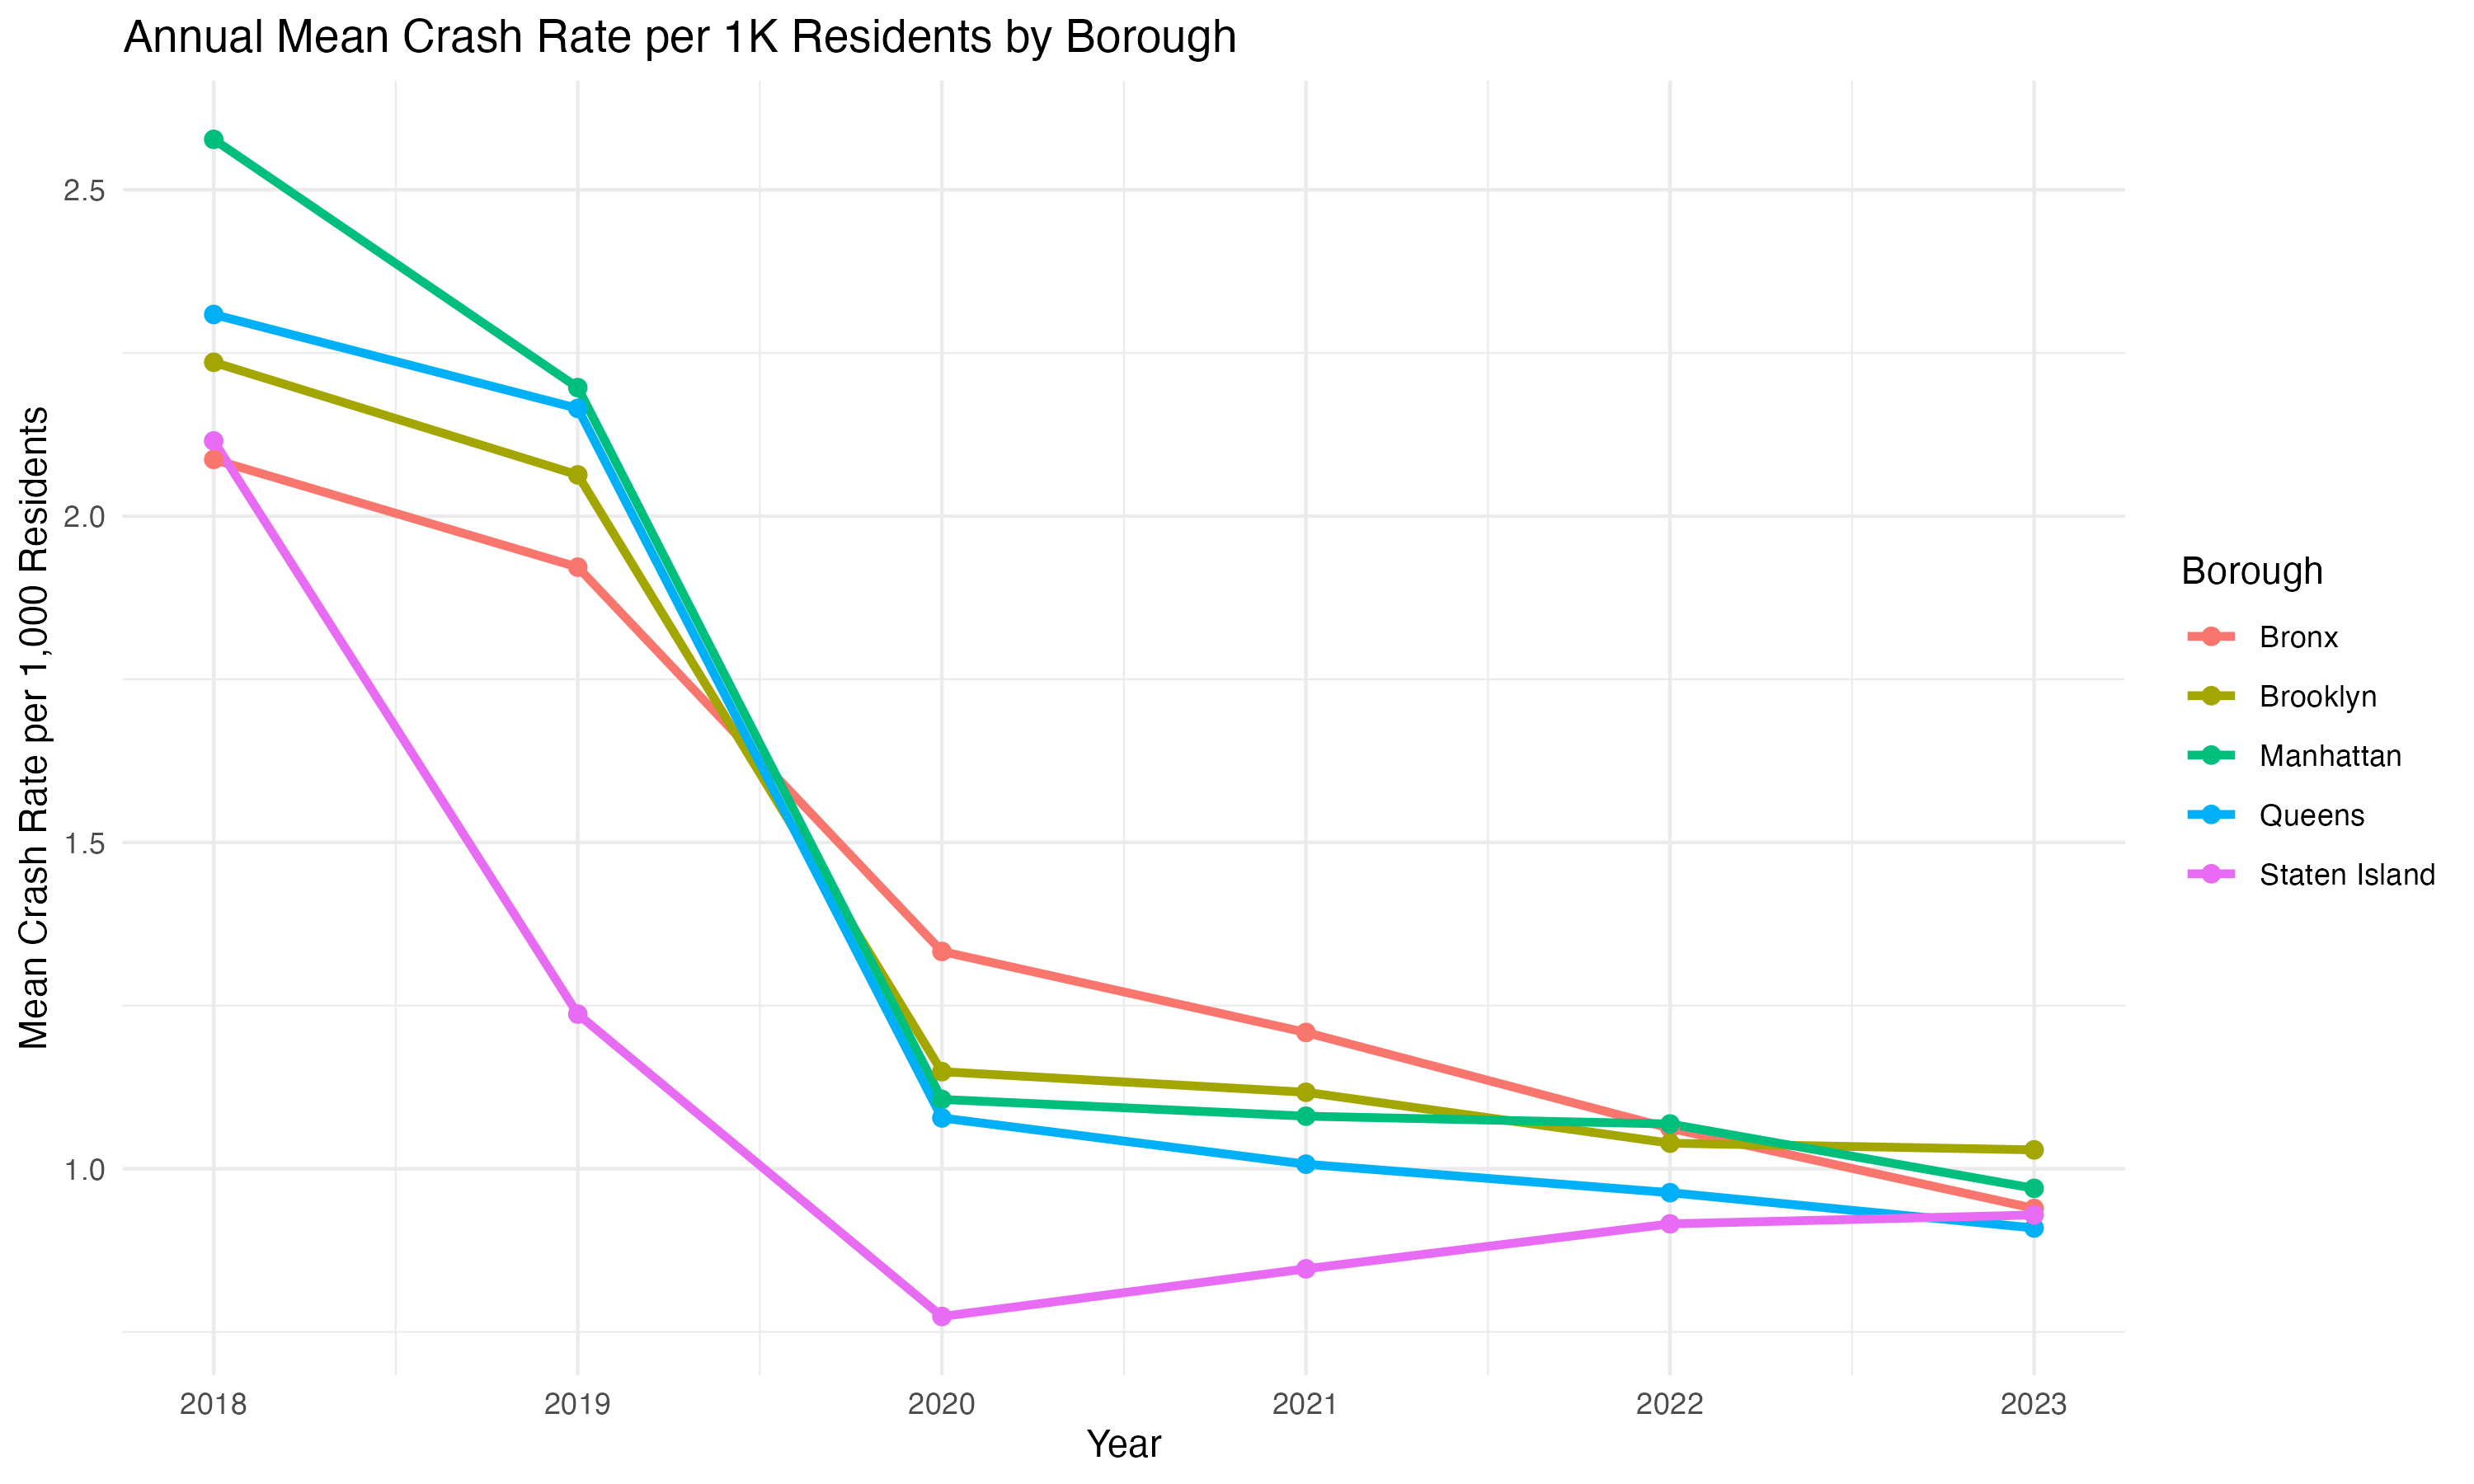 Annual Mean Crash Rate per 1K Residents by Borough
Mean Crash Rate per 1,000 Residents
2.5
2.0
1.5
1.0
2018
2019
2020
2021
2022
2023
Year
Borough
Bronx
Brooklyn
Manhattan
Queens
Staten Island